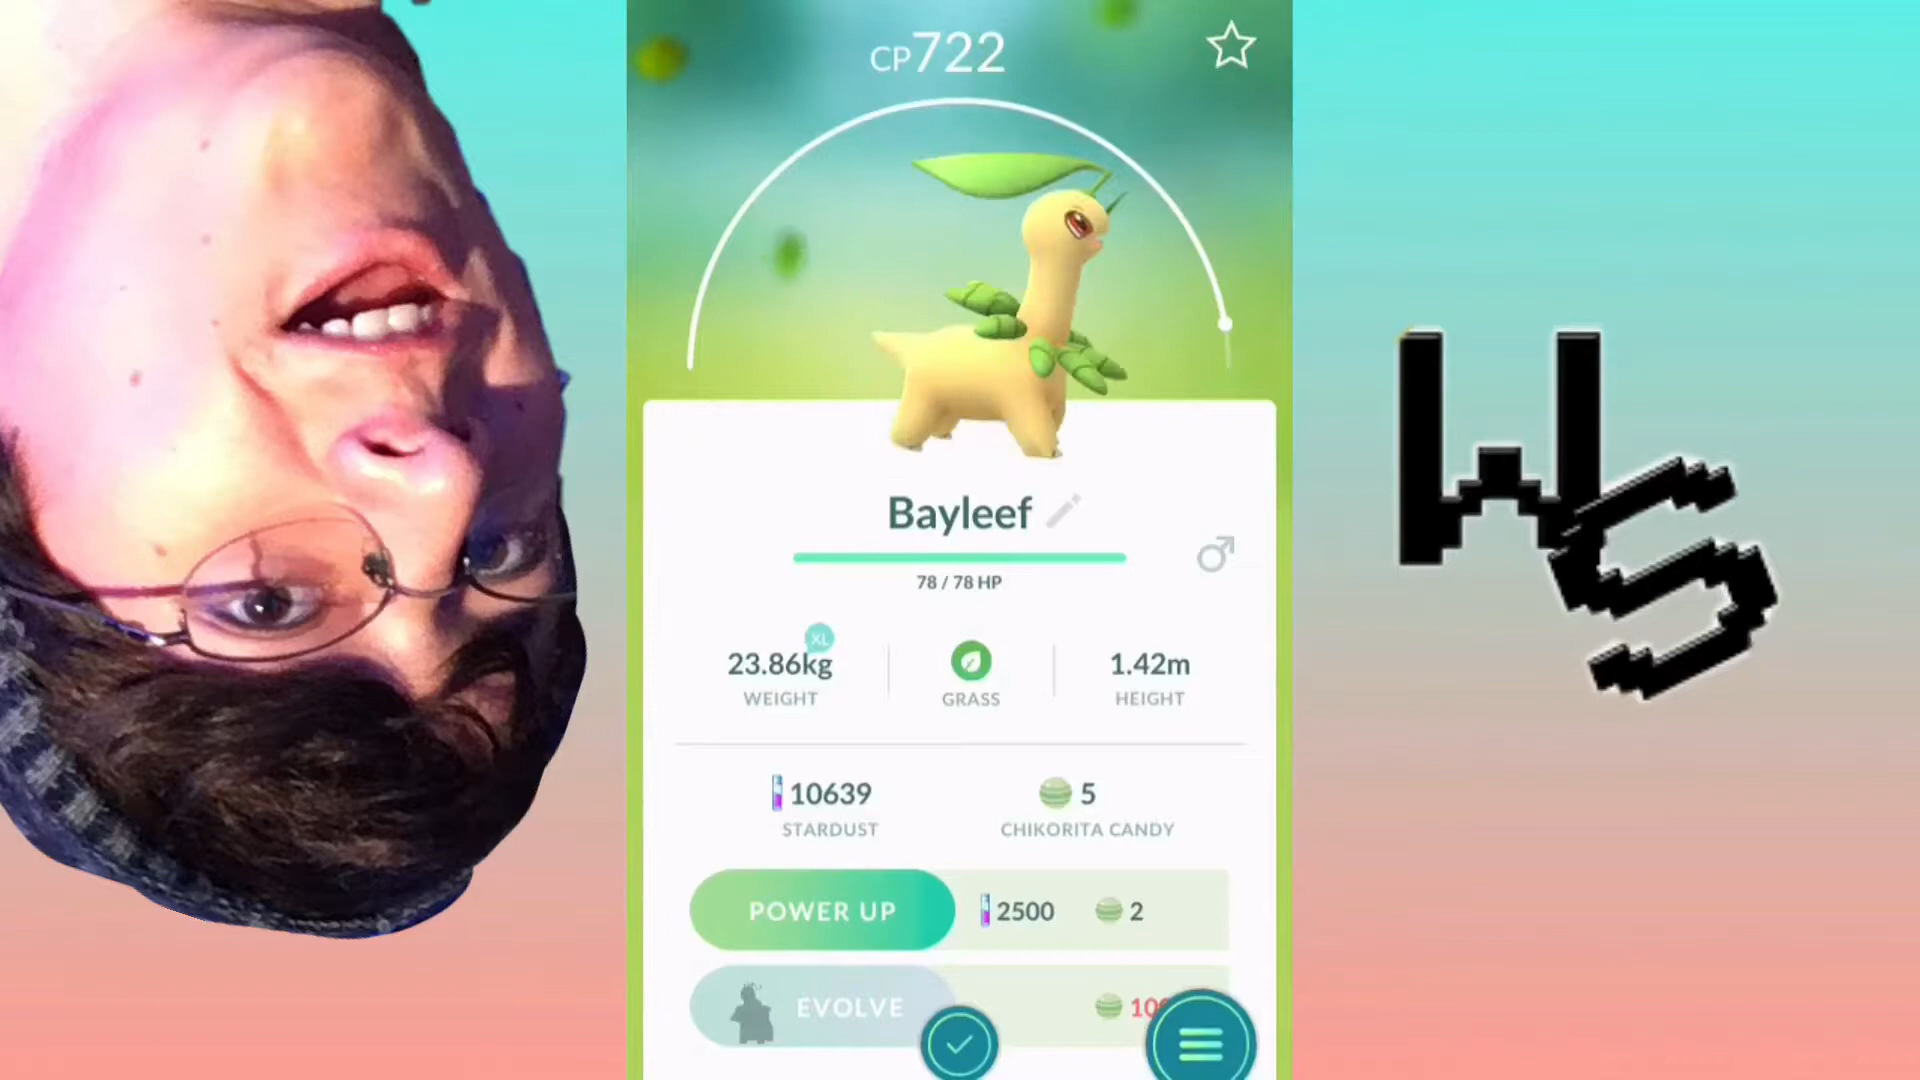 CP722
Bayleef
78 / 78 HP
XL
23.86kg
WEIGHT
GRASS
1.42m
HEIGHT
10639
STARDUST
5
CHIKORITA CANDY
POWER UP 2500 2
EVOLVE
WS